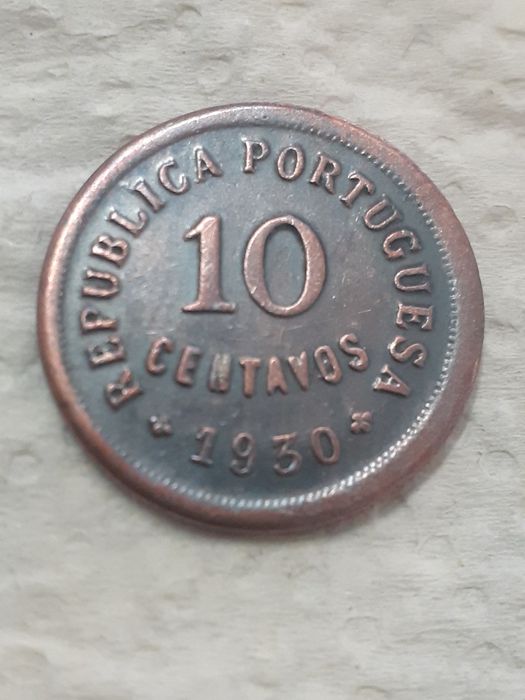 REPUBLICA PORTUGUESA
10
CENTAVOS
* 1930 *